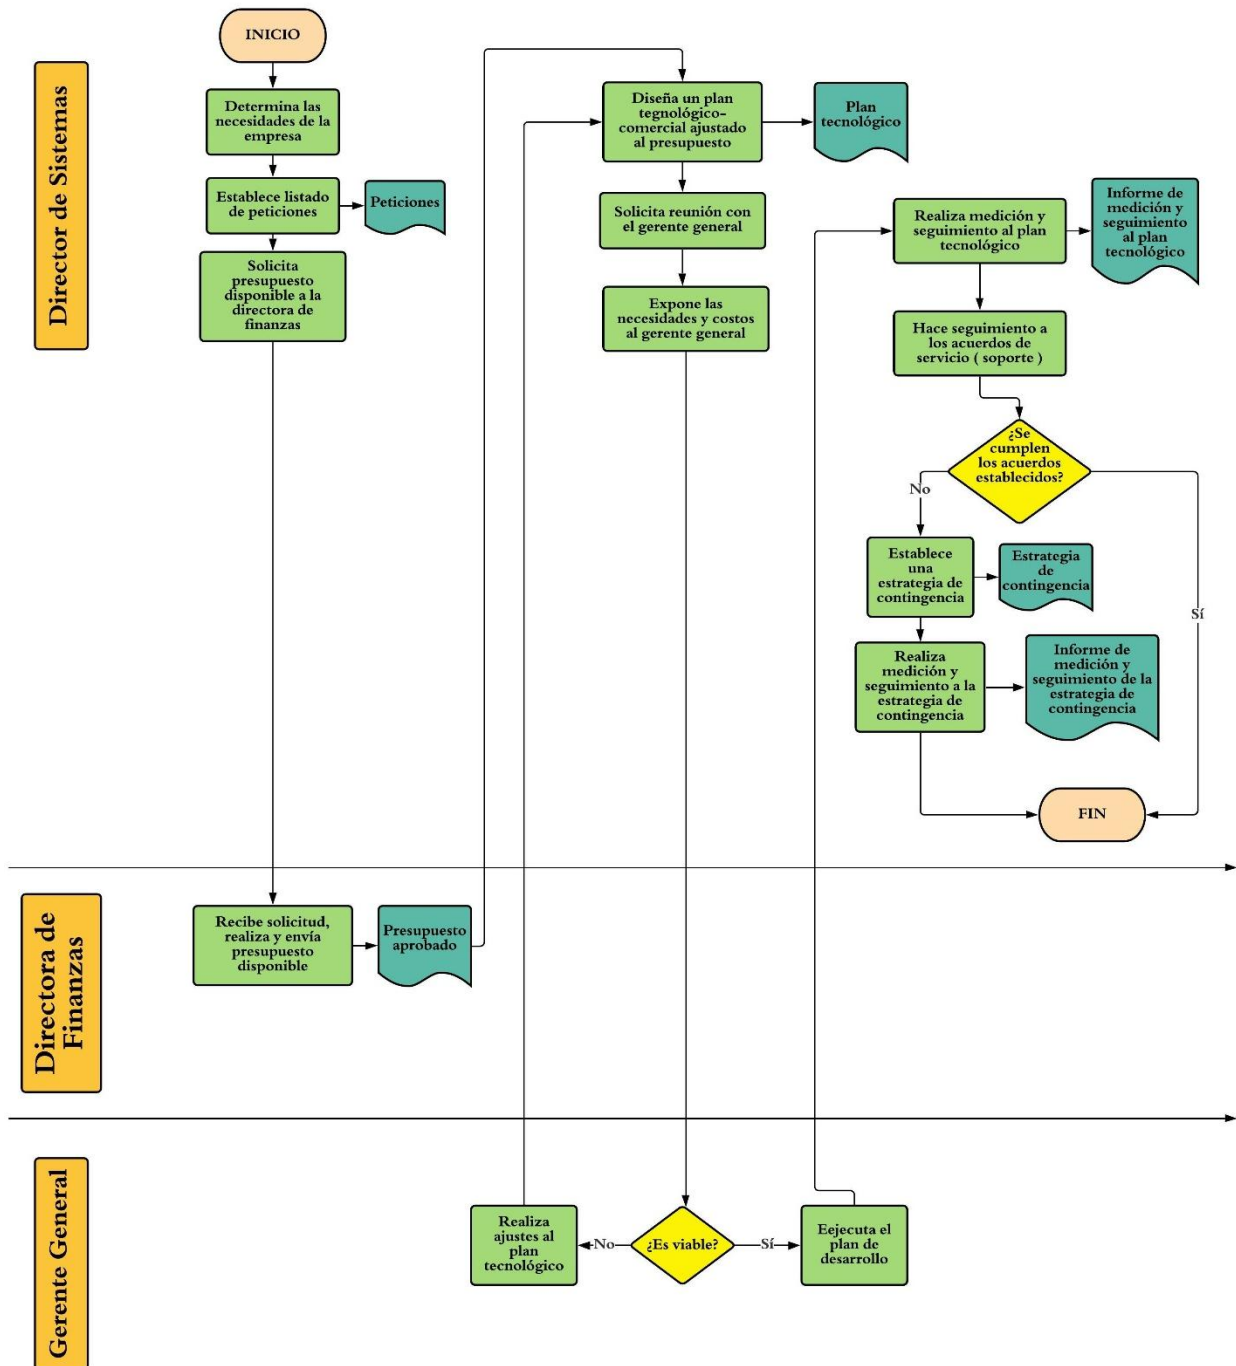 Director de Sistemas
INICIO
Determina las
necesidades de la
empresa
Establece listado
de peticiones
Peticiones
Solicita
presupuesto
disponible a la
directora de
finanzas
Diseña un plan
tegnológico-
comercial ajustado
al presupuesto
Plan
tecnológico
Solicita reunión con
el gerente general
Expone las
necesidades y costos
al gerente general
Realiza medición y
seguimiento al plan
tecnológico
Informe de
medición y
seguimiento
al plan
tecnológico
Hace seguimiento a
los acuerdos de
servicio ( soporte )
¿Se
cumplen
los acuerdos
establecidos?
No
Sí
Establece
una
estrategia de
contingencia
Estrategia
de
contingencia
Realiza
medición y
seguimiento a la
estrategia de
contingencia
Informe de
medición y
seguimiento de la
estrategia de
contingencia
FIN
Directora de
Finanzas
Recibe solicitud,
realiza y envía
presupuesto
disponible
Presupuesto
aprobado
Gerente General
Realiza
ajustes al
plan
tecnológico
No
¿Es viable?
Sí
Eejecuta el
plan de
desarrollo